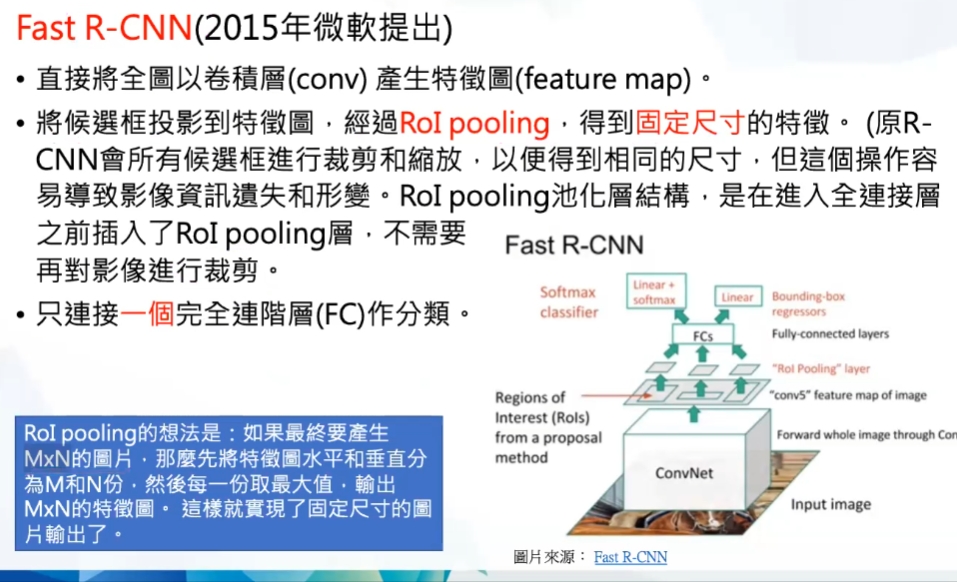 Fast R-CNN(2015年微軟提出)
• 直接將全圖以卷積層(conv) 產生特徵圖(feature map)。
• 將候選框投影到特徵圖，經過RoI pooling，得到固定尺寸的特徵。 (原R-
CNN會所有候選框進行裁剪和縮放，以便得到相同的尺寸，但這個操作容
易導致影像資訊遺失和形變。RoI pooling池化層結構，是在進入全連接層
之前插入了RoI pooling層，不需要
再對影像進行裁剪。
• 只連接一個完全連階層(FC)作分類。
RoI pooling的想法是：如果最終要產生
MxN的圖片，那麼先將特徵圖水平和垂直分
為M和N份，然後每一份取最大值，輸出
MxN的特徵圖。 這樣就實現了固定尺寸的圖
片輸出了。
Fast R-CNN
Softmax
classifier
Linear +
softmax
Linear
Bounding-box
regressors
FCs
Fully-connected layers
"RoI Pooling" layer
Regions of
Interest (RoIs)
from a proposal
method
"conv5" feature map of image
Forward whole image through Con
ConvNet
Input image
圖片來源： Fast R-CNN